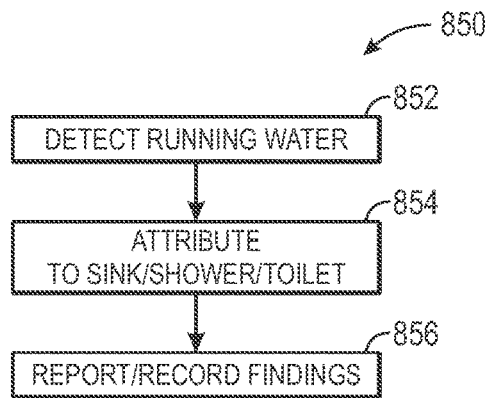 850
852
DETECT RUNNING WATER
854
ATTRIBUTE
TO SINK/SHOWER/TOILET
856
REPORT/RECORD FINDINGS